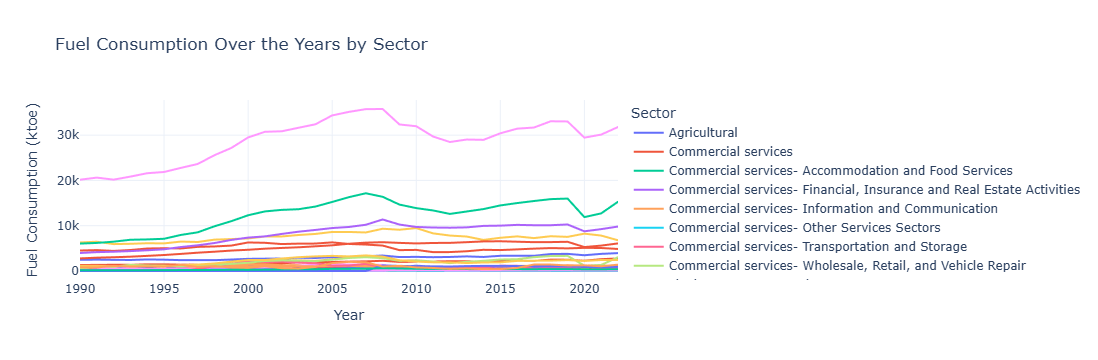 Fuel Consumption Over the Years by Sector
Fuel Consumption (ktoe)
30k
20k
10k
0
1990
1995
2000
2005
2010
2015
2020
Year
Sector
Agricultural
Commercial services
Commercial services- Accommodation and Food Services
Commercial services- Financial, Insurance and Real Estate Activities
Commercial services- Information and Communication
Commercial services- Other Services Sectors
Commercial services- Transportation and Storage
Commercial services- Wholesale, Retail, and Vehicle Repair